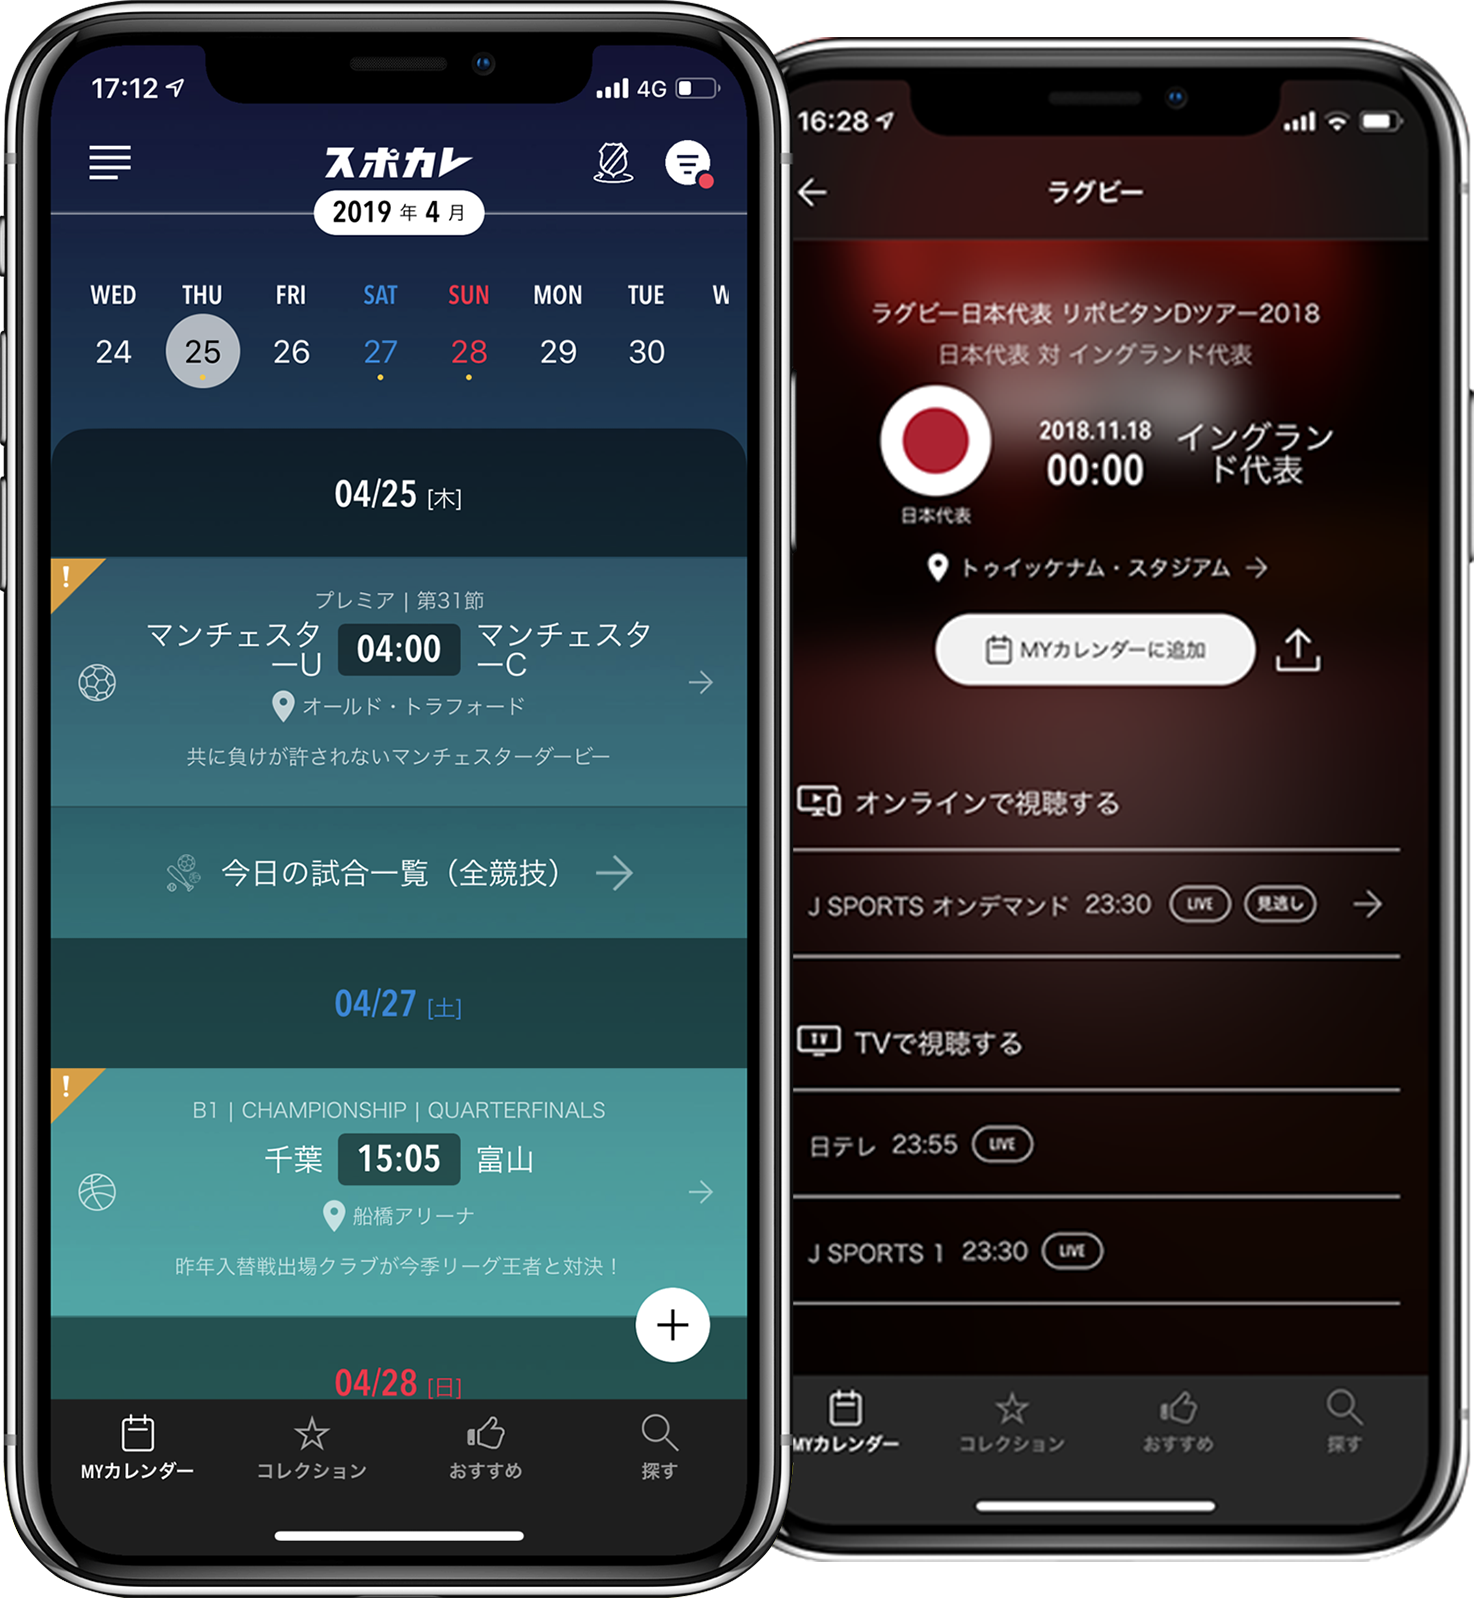 17:12
4G
スポカレ
2019 年 4 月
WED THU FRI SAT SUN MON TUE W
24 25 26 27 28 29 30
04/25 [木]
!
プレミア | 第31節
マンチェスターU
04:00
マンチェスターC
オールド・トラフォード
共に負けが許されないマンチェスターダービー
今日の試合一覧（全競技）
04/27 [土]
!
B1 | CHAMPIONSHIP | QUARTERFINALS
千葉 15:05 富山
船橋アリーナ
昨年入替戦出場クラブが今季リーグ王者と対決！
+
04/28 [日]
MYカレンダー コレクション おすすめ 探す
16:28
ラグビー
ラグビー日本代表 リポビタンDツアー2018
日本代表 対 イングランド代表
日本代表
2018.11.18
00:00
イングランド代表
トゥイッケナム・スタジアム
MYカレンダーに追加
オンラインで視聴する
J SPORTS オンデマンド 23:30 LIVE 見逃し
TV TVで視聴する
日テレ 23:55 LIVE
J SPORTS 1 23:30 LIVE
MYカレンダー コレクション おすすめ 探す